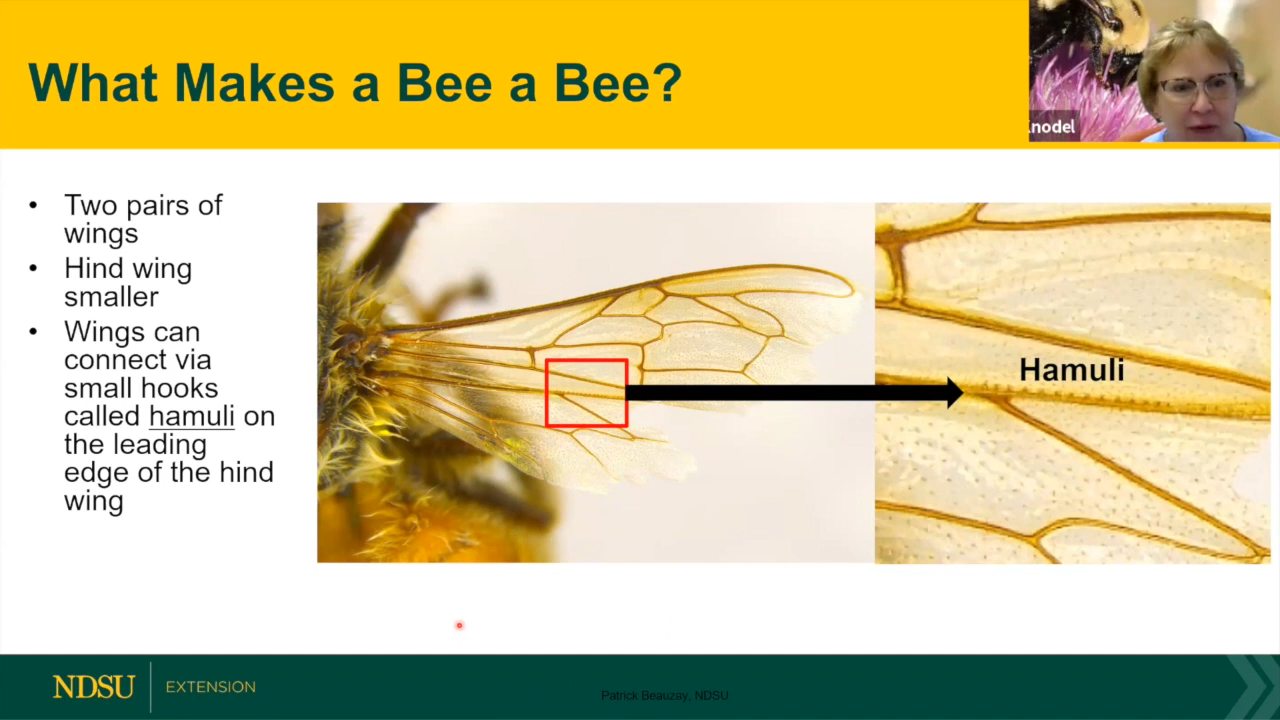 What Makes a Bee a Bee?
nodel
• Two pairs of
wings
• Hind wing
smaller
• Wings can
connect via
small hooks
called hamuli on
the leading
edge of the hind
wing
Hamuli
NDSU
EXTENSION
Patrick Beauzay, NDSU